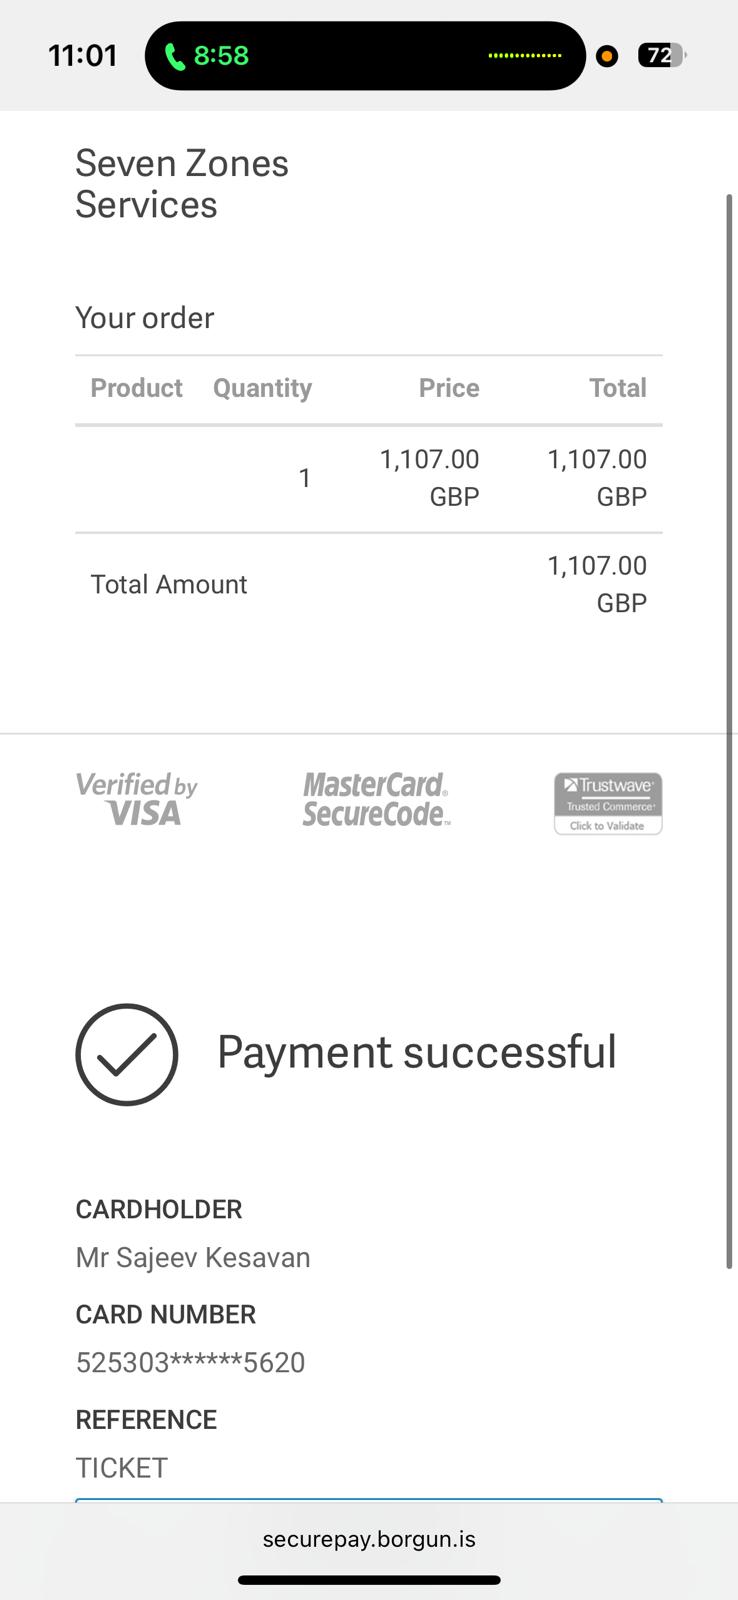 11:01 8:58 72
Seven Zones
Services
Your order
Product Quantity Price Total
1 1,107.00 GBP 1,107.00 GBP
Total Amount 1,107.00 GBP
Verified by
VISA
MasterCard®
SecureCode™
Trustwave®
Trusted Commerce℠
Click to Validate
Payment successful
CARDHOLDER
Mr Sajeev Kesavan
CARD NUMBER
525303******5620
REFERENCE
TICKET
securepay.borgun.is